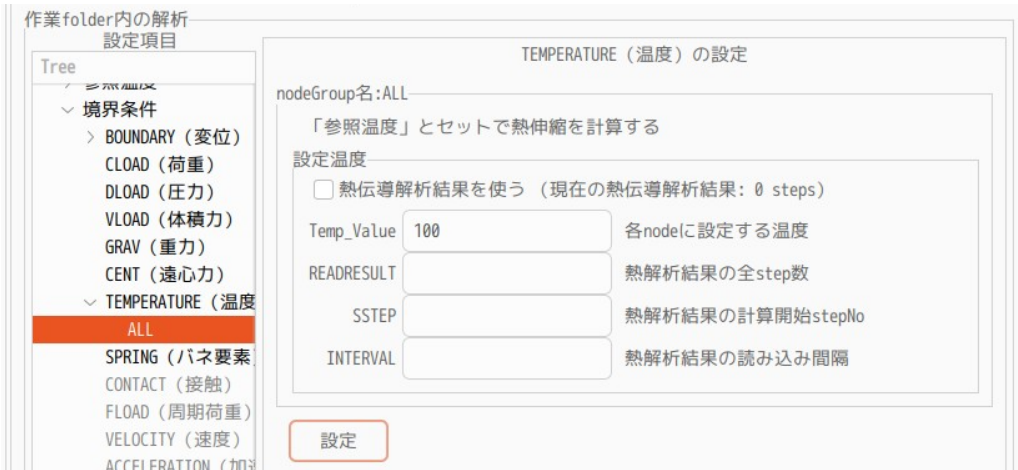 作業folder内の解析
設定項目
Tree
参照温度
境界条件
BOUNDARY (変位)
CLOAD (荷重)
DLOAD (圧力)
VLOAD (体積力)
GRAV (重力)
CENT (遠心力)
TEMPERATURE (温度
ALL
SPRING (バネ要素
CONTACT (接触)
FLOAD (周期荷重)
VELOCITY (速度)
ACCELERATION (加速
TEMPERATURE (温度) の設定
nodeGroup名:ALL
「参照温度」とセットで熱伸縮を計算する
設定温度
熱伝導解析結果を使う (現在の熱伝導解析結果: 0 steps)
Temp_Value 100 各nodeに設定する温度
READRESULT 熱解析結果の全step数
SSTEP 熱解析結果の計算開始stepNo
INTERVAL 熱解析結果の読み込み間隔
設定